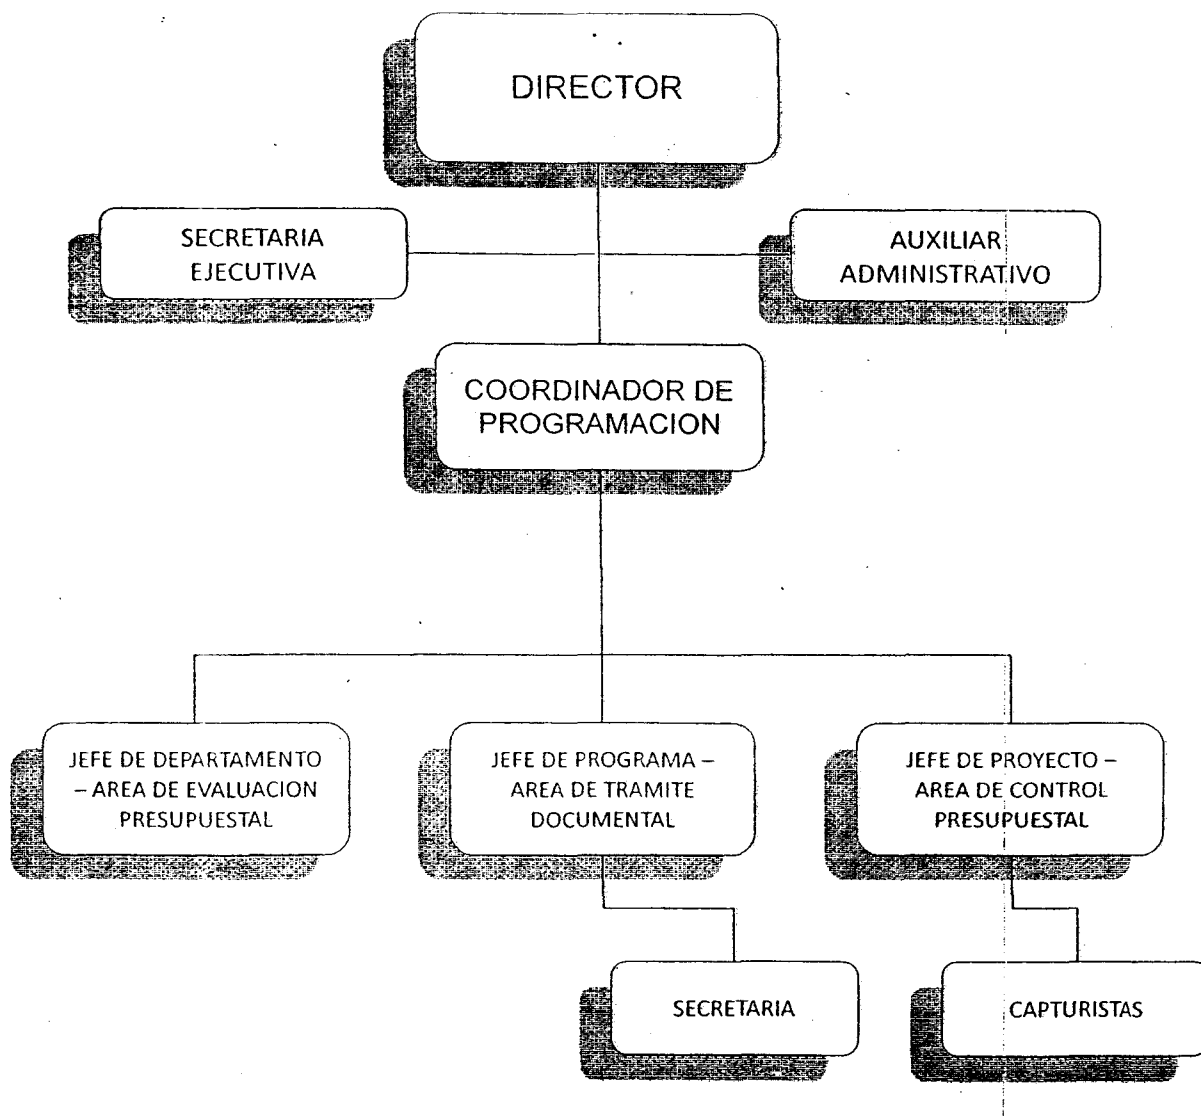 DIRECTOR
SECRETARIA
EJECUTIVA
AUXILIAR
ADMINISTRATIVO
COORDINADOR DE
PROGRAMACION
JEFE DE DEPARTAMENTO
– AREA DE EVALUACION
PRESUPUESTAL
JEFE DE PROGRAMA –
AREA DE TRAMITE
DOCUMENTAL
JEFE DE PROYECTO –
AREA DE CONTROL
PRESUPUESTAL
SECRETARIA
CAPTURISTAS